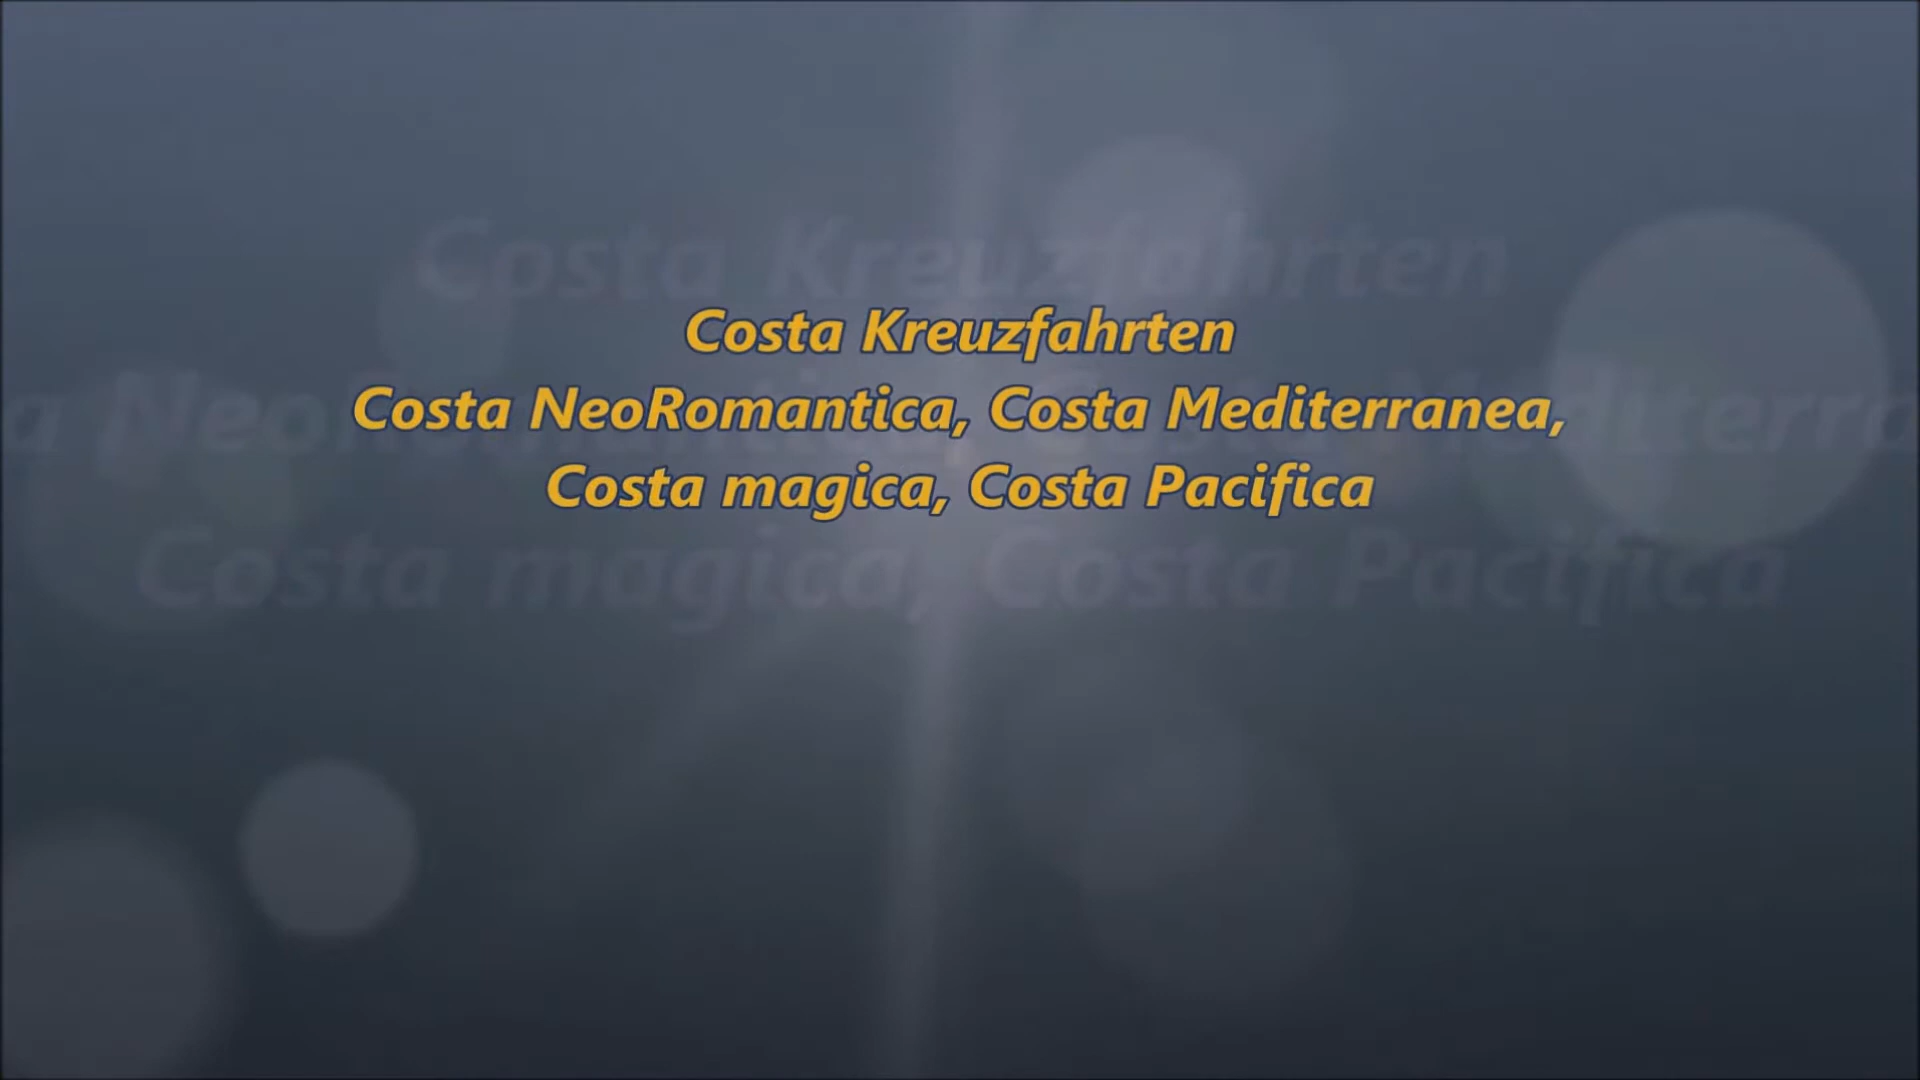 Costa Kreuzfahrten
Costa NeoRomantica, Costa Mediterranea,
Costa magica, Costa Pacifica